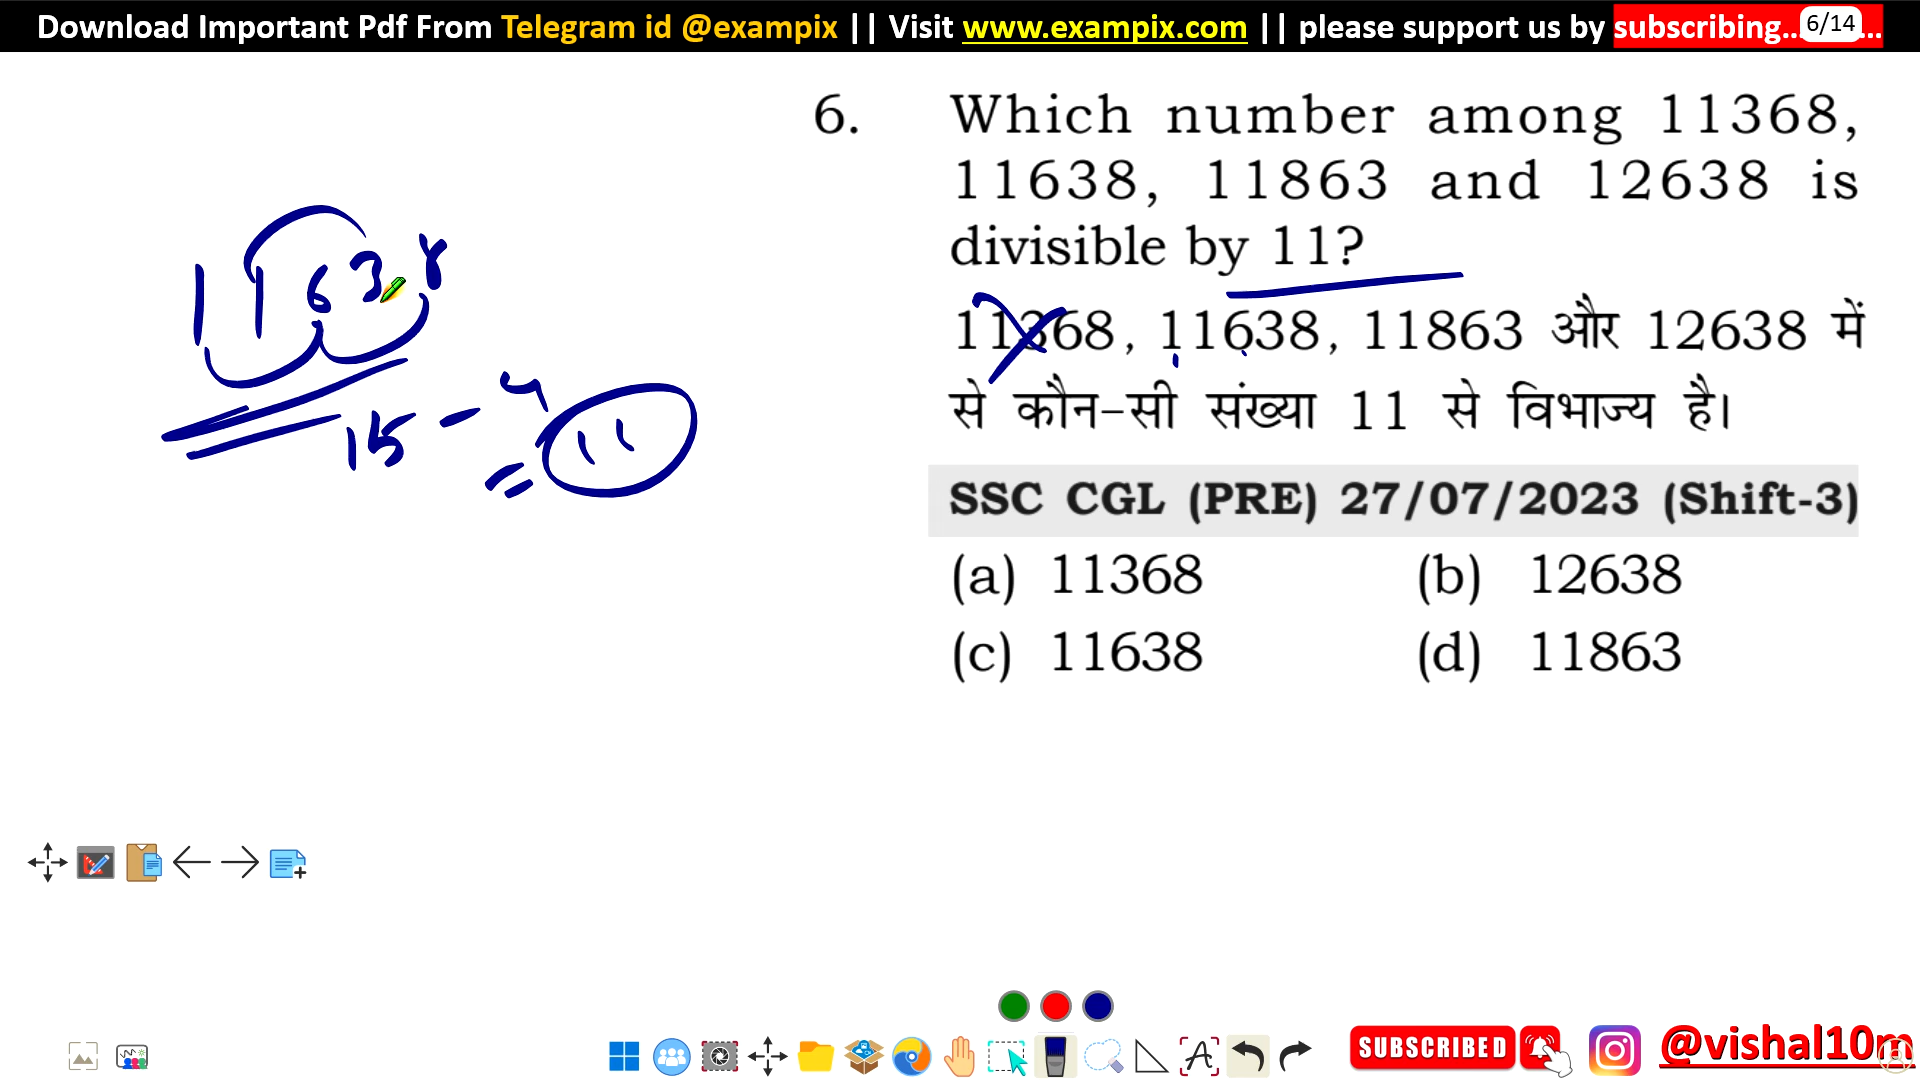 Download Important Pdf From Telegram id @exampix || Visit www.exampix.com || please support us by subscribing..
6/14
6. Which number among 11368,
11638, 11863 and 12638 is
divisible by 11?
11368, 11638, 11863 और 12638 में
से कौन-सी संख्या 11 से विभाज्य है।
SSC CGL (PRE) 27/07/2023 (Shift-3)
(a) 11368 (b) 12638
(c) 11638 (d) 11863
11638
15 - 4
= 11
SUBSCRIBED
@vishal10m